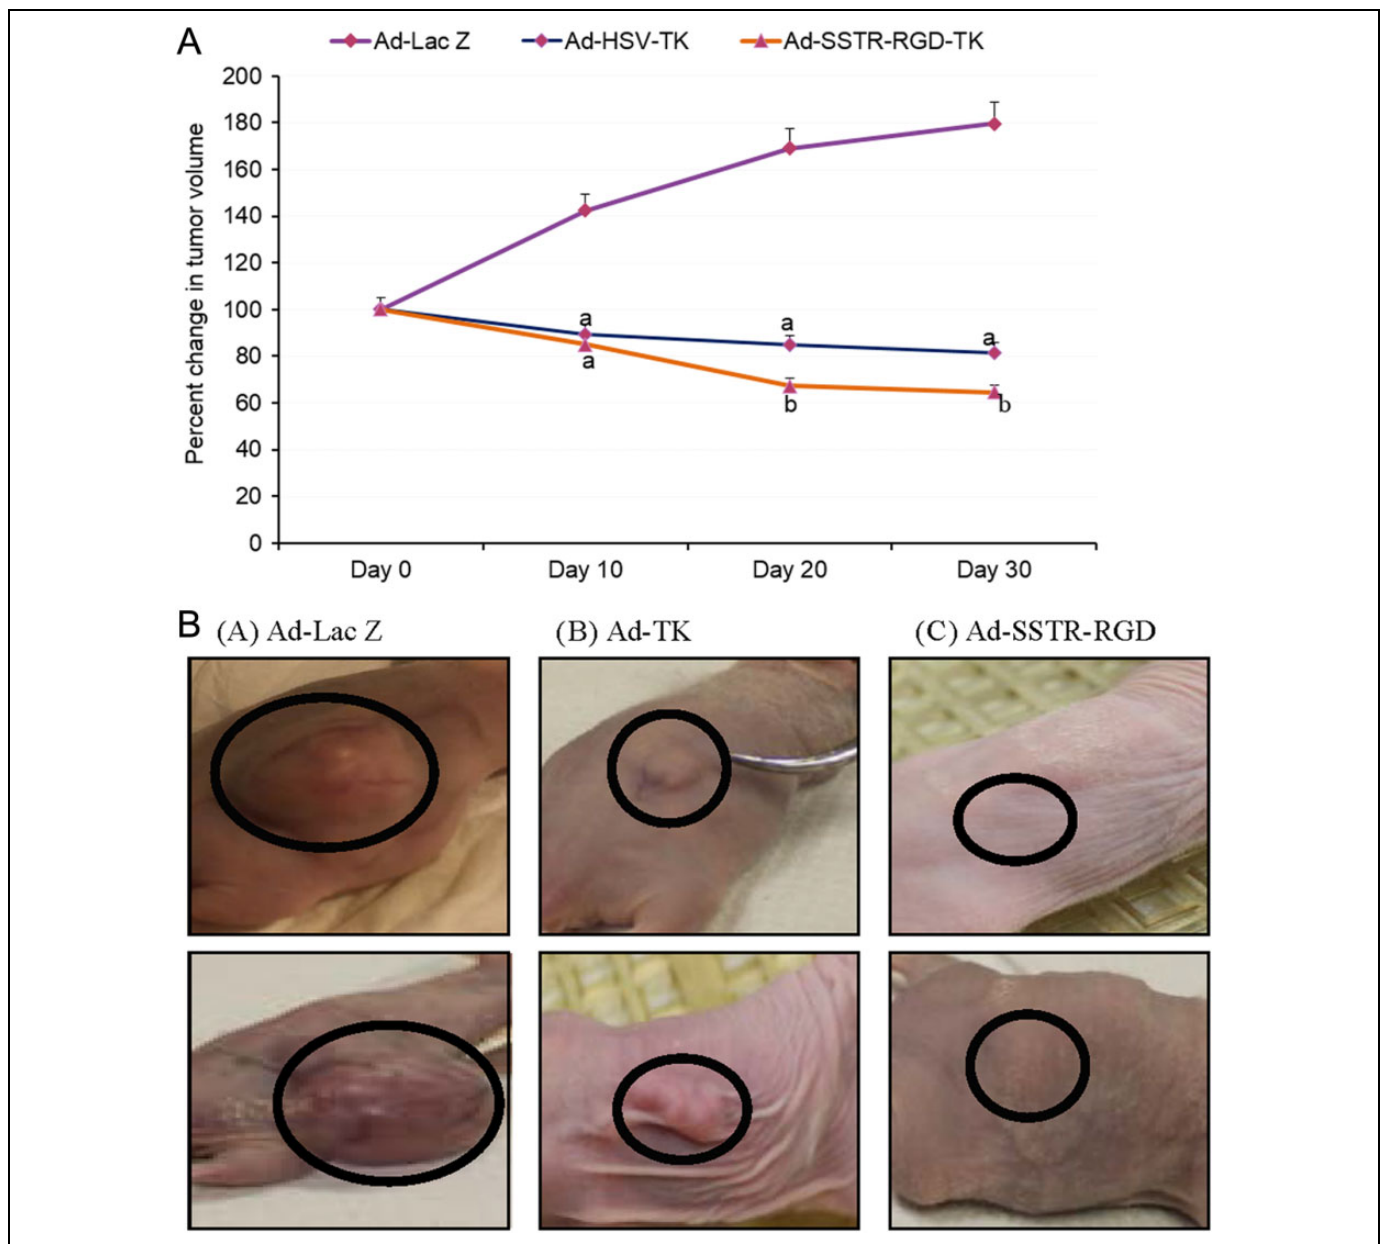 A
Ad-Lac Z Ad-HSV-TK Ad-SSTR-RGD-TK
Percent change in tumor volume
200
180
160
140
120
100
80
60
40
20
0
a
a
a
a
b
b
Day 0 Day 10 Day 20 Day 30
B (A) Ad-Lac Z (B) Ad-TK (C) Ad-SSTR-RGD